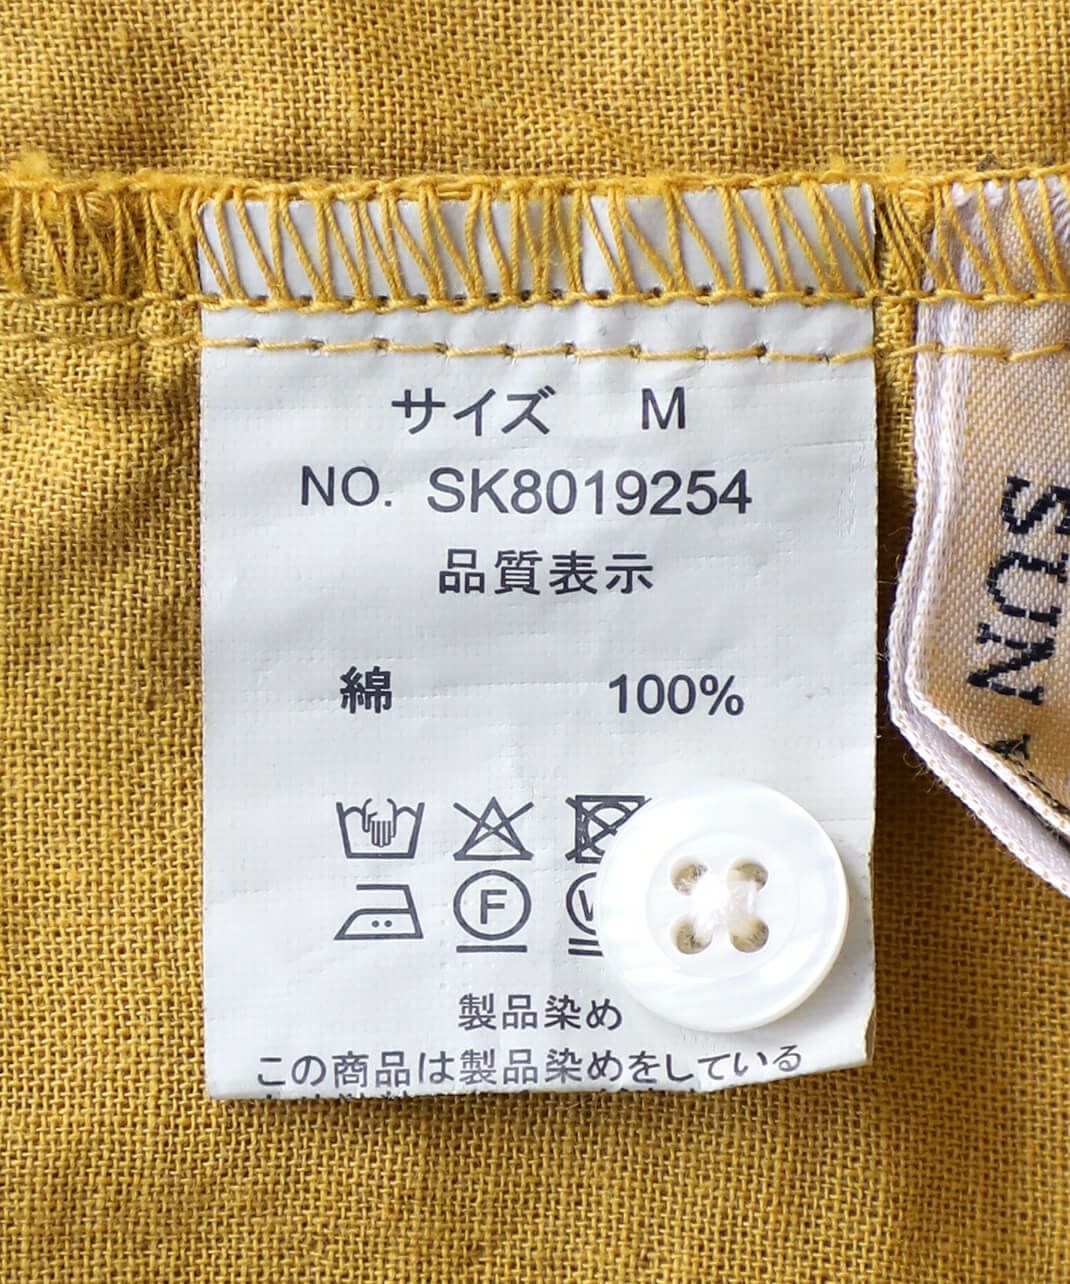 サイズ M
NO. SK8019254
品質表示
綿 100%
F
製品染め
この商品は製品染めをしている
SUN